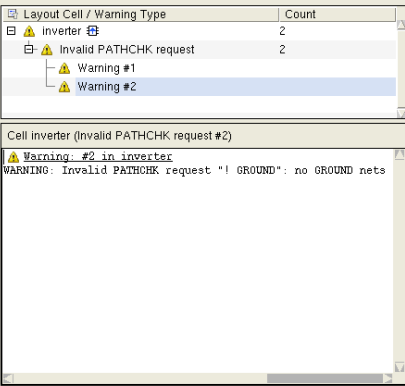 Layout Cell / Warning Type Count
inverter 2
Invalid PATHCHK request 2
Warning #1
Warning #2
Cell inverter (Invalid PATHCHK request #2)
Warning: #2 in inverter
WARNING: Invalid PATHCHK request "! GROUND": no GROUND nets